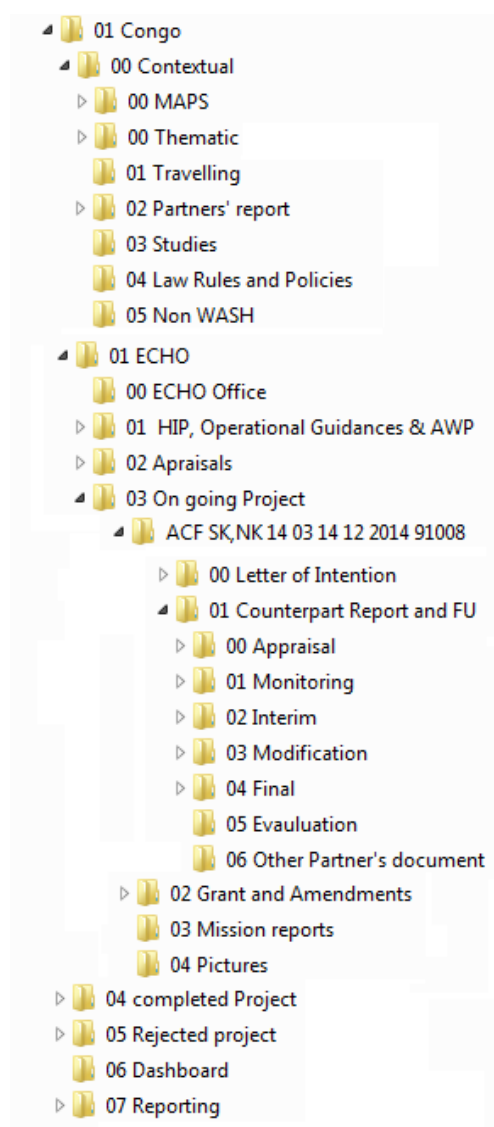 01 Congo
00 Contextual
00 MAPS
00 Thematic
01 Travelling
02 Partners' report
03 Studies
04 Law Rules and Policies
05 Non WASH
01 ECHO
00 ECHO Office
01 HIP, Operational Guidances & AWP
02 Apraisals
03 On going Project
ACF SK,NK 14 03 14 12 2014 91008
00 Letter of Intention
01 Counterpart Report and FU
00 Appraisal
01 Monitoring
02 Interim
03 Modification
04 Final
05 Evauluation
06 Other Partner's document
02 Grant and Amendments
03 Mission reports
04 Pictures
04 completed Project
05 Rejected project
06 Dashboard
07 Reporting